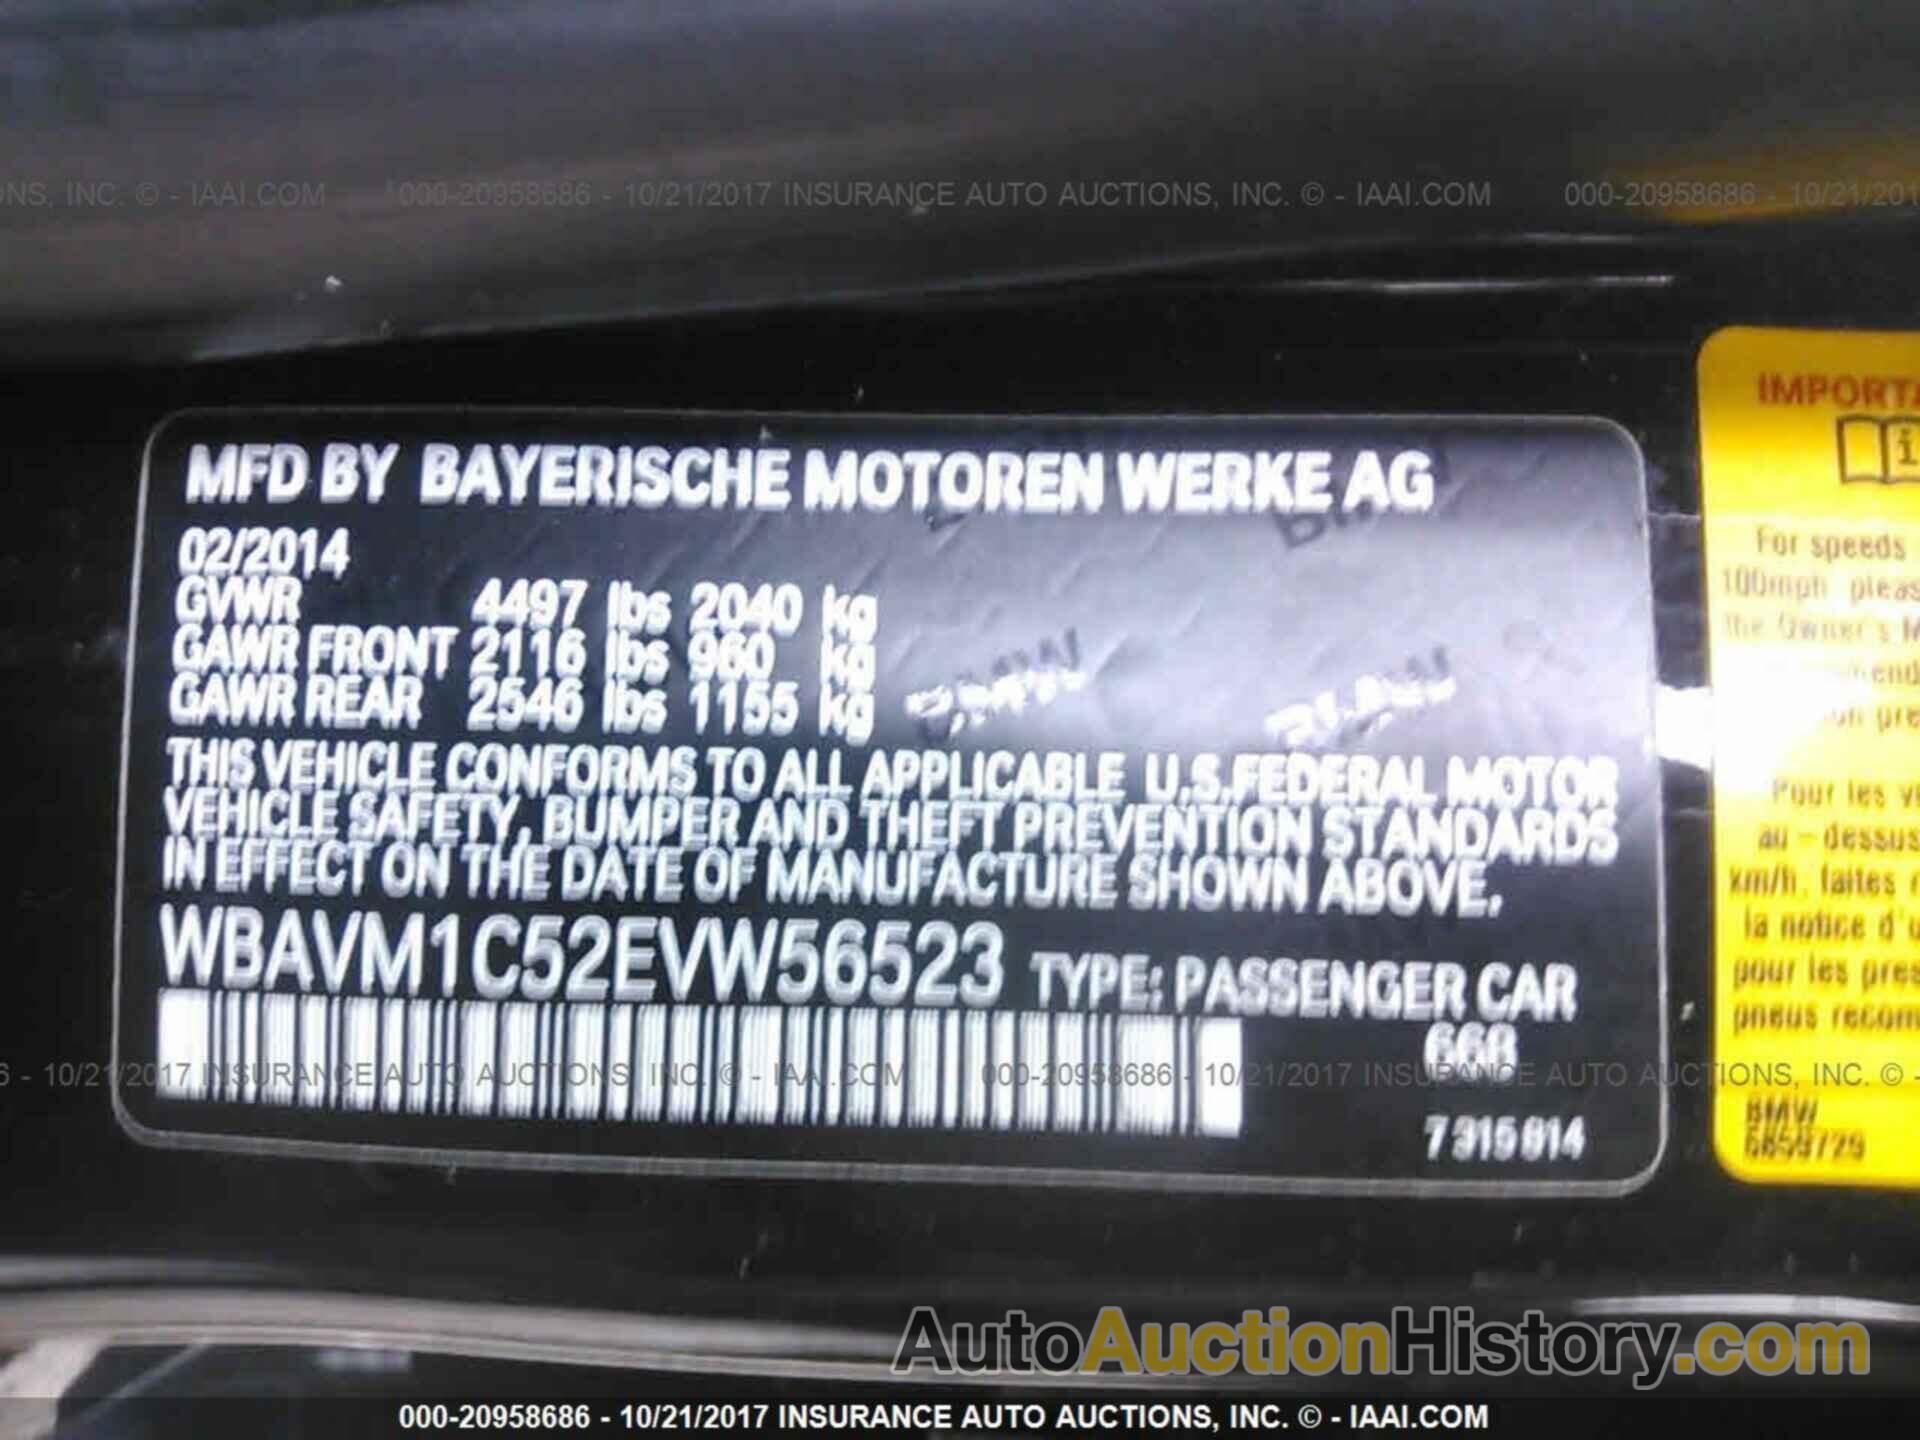 NS, INC. © - IAAI.COM 000-20958686 - 10/21/2017 INSURANCE AUTO AUCTIONS, INC. © - IAAI.COM 000-20958686 - 10/21/2017
MFD BY BAYERISCHE MOTOREN WERKE AG
02/2014
GVWR 4497 lbs 2040 kg
GAWR FRONT 2116 lbs 960 kg
GAWR REAR 2546 lbs 1155 kg
THIS VEHICLE CONFORMS TO ALL APPLICABLE U.S.FEDERAL MOTOR
VEHICLE SAFETY, BUMPER AND THEFT PREVENTION STANDARDS
IN EFFECT ON THE DATE OF MANUFACTURE SHOWN ABOVE.
WBAVM1C52EVW56523 TYPE: PASSENGER CAR
668
7315814
IMPORTA
i
For speeds
100mph pleas
the Owner's M
Pour les v
au - dessus
km/h, faites r
la notice d'u
pour les pres
pneus recom
BMW
6 - 10/21/2017 INSURANCE AUTO AUCTIONS, INC. © - IAAI.COM 000-20958686 - 10/21/2017 INSURANCE AUTO AUCTIONS, INC. © -
AutoAuctionHistory.com
000-20958686 - 10/21/2017 INSURANCE AUTO AUCTIONS, INC. © - IAAI.COM